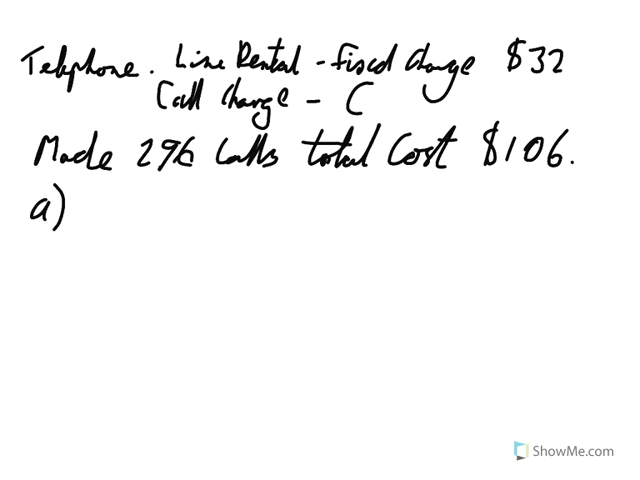 Telephone. Line Rental - Fixed Charge $32
Call Charge - C
Made 296 Calls total Cost $106.
a)
ShowMe.com